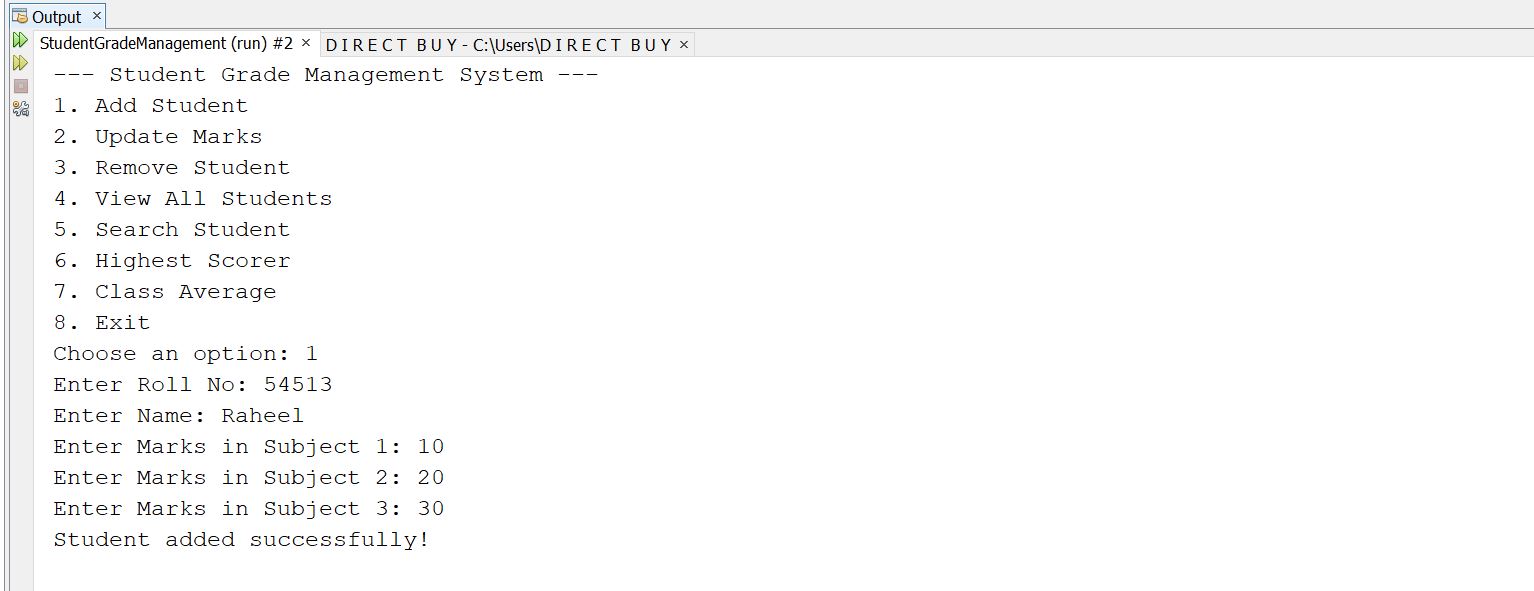 Output ×
StudentGradeManagement (run) #2 × D I R E C T B U Y - C:\Users\D I R E C T B U Y ×
--- Student Grade Management System ---
1. Add Student
2. Update Marks
3. Remove Student
4. View All Students
5. Search Student
6. Highest Scorer
7. Class Average
8. Exit
Choose an option: 1
Enter Roll No: 54513
Enter Name: Raheel
Enter Marks in Subject 1: 10
Enter Marks in Subject 2: 20
Enter Marks in Subject 3: 30
Student added successfully!